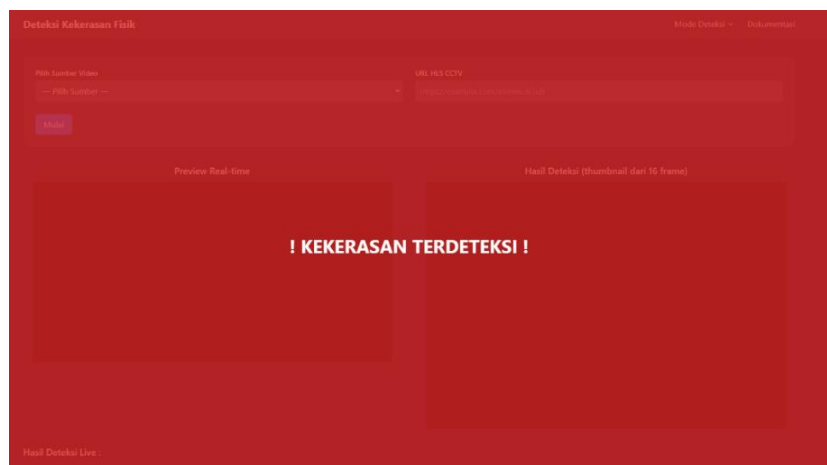 Deteksi Kekerasan Fisik
Mode Deteksi
Dokumentasi
Pilih Sumber Video
URL HLS CCTV
--- Pilih Sumber ---
Mulai
Preview Real-time
Hasil Deteksi (thumbnail dari 16 frame)
! KEKERASAN TERDETEKSI !
Hasil Deteksi Live :